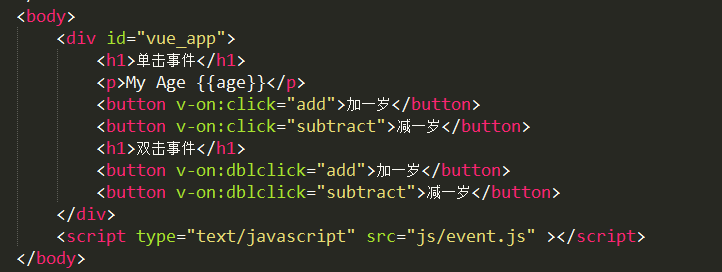 <body>
<div id="vue_app">
<h1>单击事件</h1>
<p>My Age {{age}}</p>
<button v-on:click="add">加一岁</button>
<button v-on:click="subtract">减一岁</button>
<h1>双击事件</h1>
<button v-on:dblclick="add">加一岁</button>
<button v-on:dblclick="subtract">减一岁</button>
</div>
<script type="text/javascript" src="js/event.js" ></script>
</body>